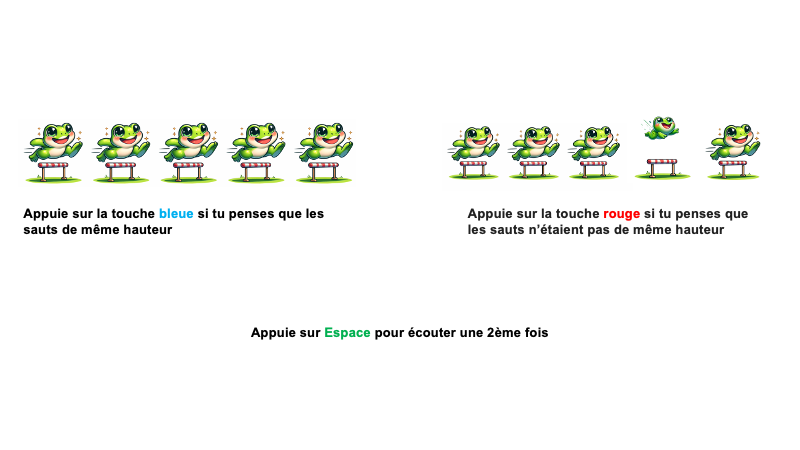 Appuie sur la touche bleue si tu penses que les
sauts de même hauteur
Appuie sur la touche rouge si tu penses que
les sauts n’étaient pas de même hauteur
Appuie sur Espace pour écouter une 2ème fois